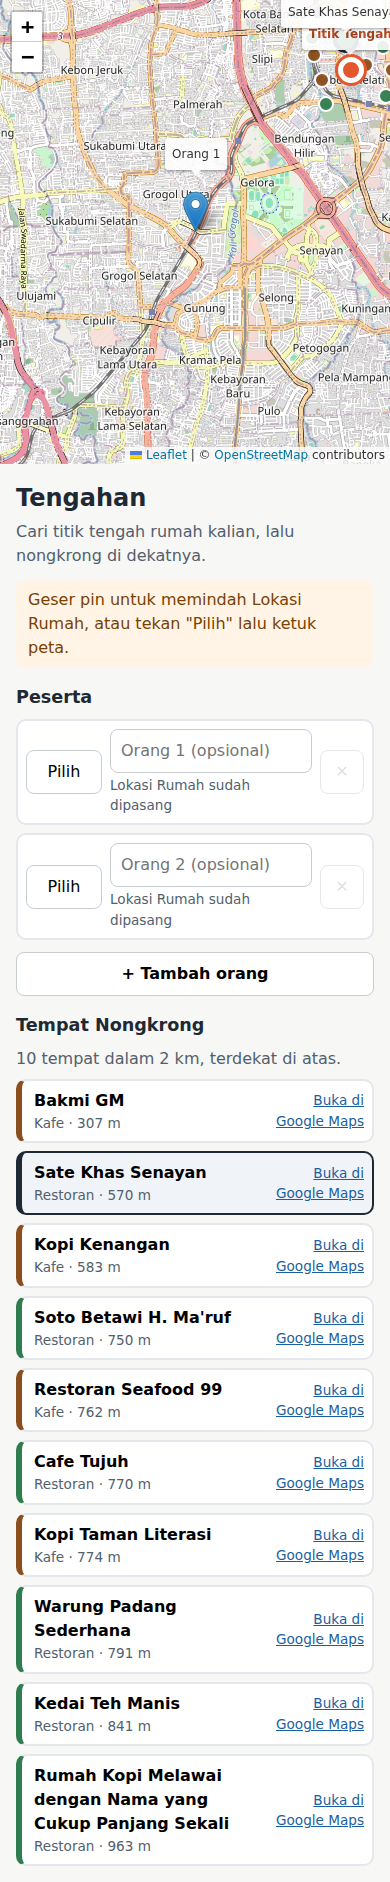 +
−
Kota Ba
Selatan
Sate Khas Senaya
Titik Tengah
Slipi
Kebon Jeruk
Palmerah
Sukabumi Utara
Orang 1
Bendungan
Hilir
Grogol Utara
Gelora
Jalan Swadarma Raya
Sukabumi Selatan
Kali Grogol
Senayan
Grogol Selatan
Ulujami
Gunung
Selong
Kuningan
Cipulir
Kebayoran
Lama Utara
Kramat Pela
Petogogan
Kebayoran
Baru
Pela Mampang
Kebayoran
Lama Selatan
Pulo
sanggrahan
Leaflet | © OpenStreetMap contributors
Tengahan
Cari titik tengah rumah kalian, lalu
nongkrong di dekatnya.
Geser pin untuk memindah Lokasi
Rumah, atau tekan "Pilih" lalu ketuk
peta.
Peserta
Pilih
Orang 1 (opsional)
×
Lokasi Rumah sudah
dipasang
Pilih
Orang 2 (opsional)
×
Lokasi Rumah sudah
dipasang
+ Tambah orang
Tempat Nongkrong
10 tempat dalam 2 km, terdekat di atas.
Bakmi GM
Kafe · 307 m
Buka di
Google Maps
Sate Khas Senayan
Restoran · 570 m
Buka di
Google Maps
Kopi Kenangan
Kafe · 583 m
Buka di
Google Maps
Soto Betawi H. Ma'ruf
Restoran · 750 m
Buka di
Google Maps
Restoran Seafood 99
Kafe · 762 m
Buka di
Google Maps
Cafe Tujuh
Restoran · 770 m
Buka di
Google Maps
Kopi Taman Literasi
Kafe · 774 m
Buka di
Google Maps
Warung Padang
Sederhana
Restoran · 791 m
Buka di
Google Maps
Kedai Teh Manis
Restoran · 841 m
Buka di
Google Maps
Rumah Kopi Melawai
dengan Nama yang
Cukup Panjang Sekali
Restoran · 963 m
Buka di
Google Maps